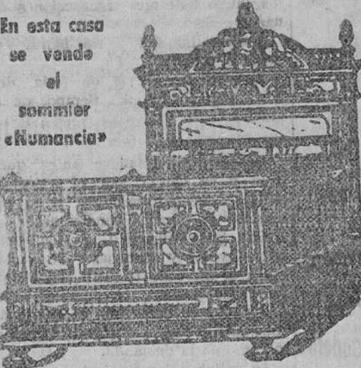 En esta casa
se vende
el
sommier
«Numancia»